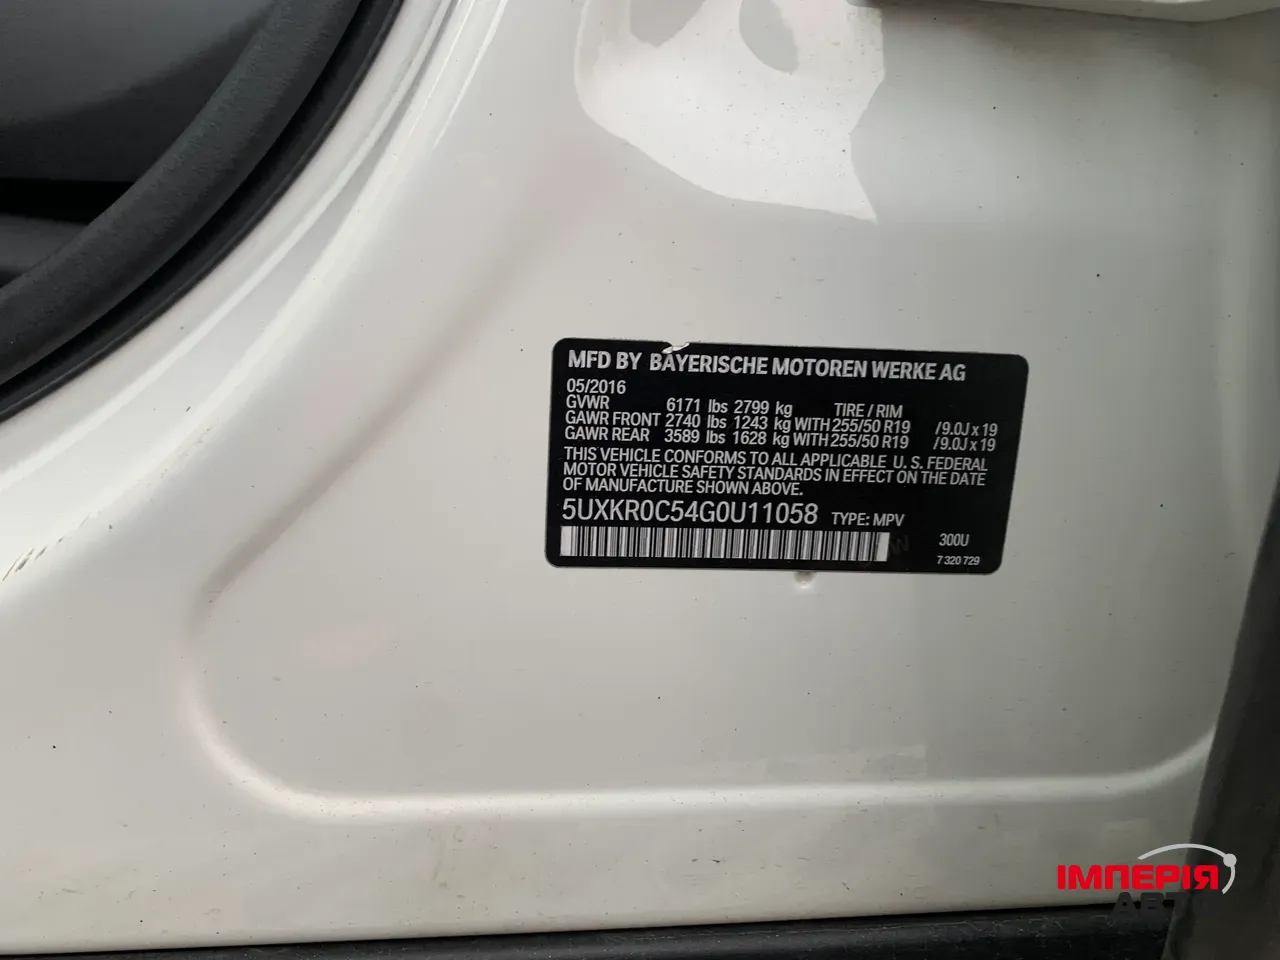 MFD BY BAYERISCHE MOTOREN WERKE AG
05/2016
GVWR 6171 lbs 2799 kg TIRE / RIM
GAWR FRONT 2740 lbs 1243 kg WITH 255/50 R19 /9.0J x 19
GAWR REAR 3589 lbs 1628 kg WITH 255/50 R19 /9.0J x 19
THIS VEHICLE CONFORMS TO ALL APPLICABLE U. S. FEDERAL
MOTOR VEHICLE SAFETY STANDARDS IN EFFECT ON THE DATE
OF MANUFACTURE SHOWN ABOVE.
5UXKR0C54G0U11058 TYPE: MPV
300U
7 320 729
ІМПЕРІЯ
АВТО